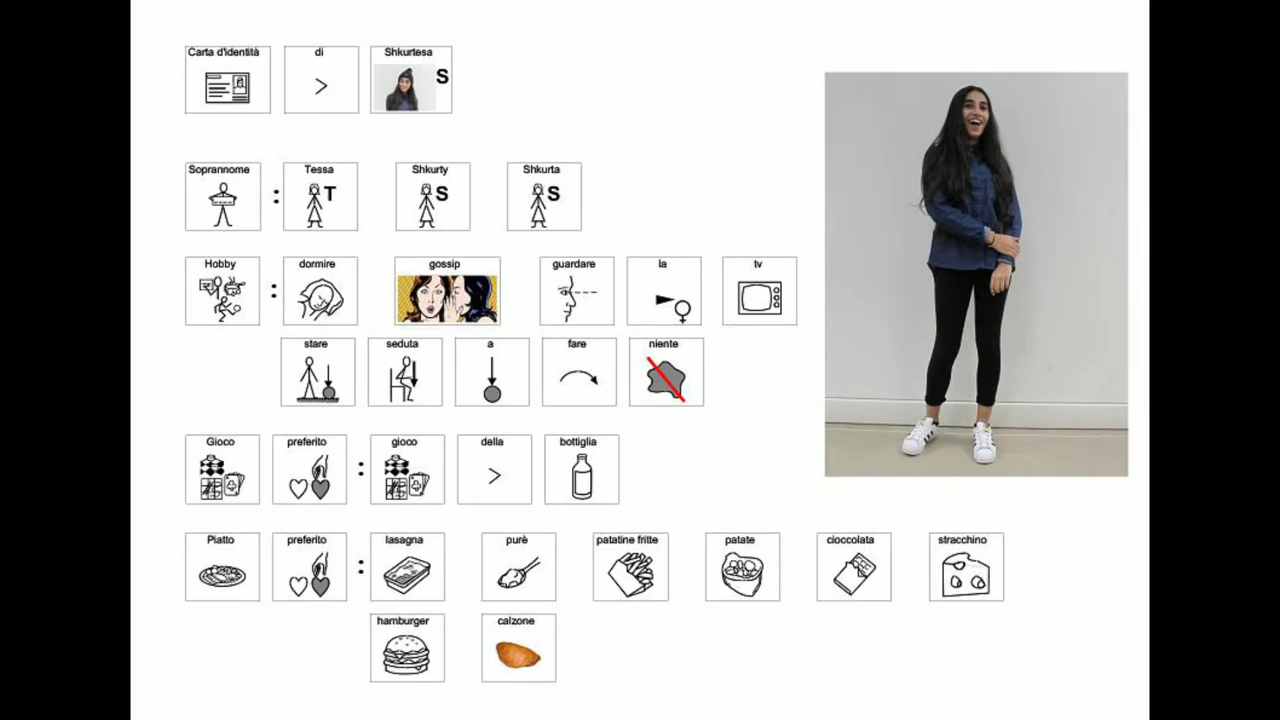 Carta d'identità di Shkurtesa S
Soprannome : Tessa T Shkurty S Shkurta S
Hobby : dormire gossip guardare la tv
stare seduta a fare niente
Gioco preferito : gioco della bottiglia
Piatto preferito : lasagna purè patatine fritte patate cioccolata stracchino
hamburger calzone